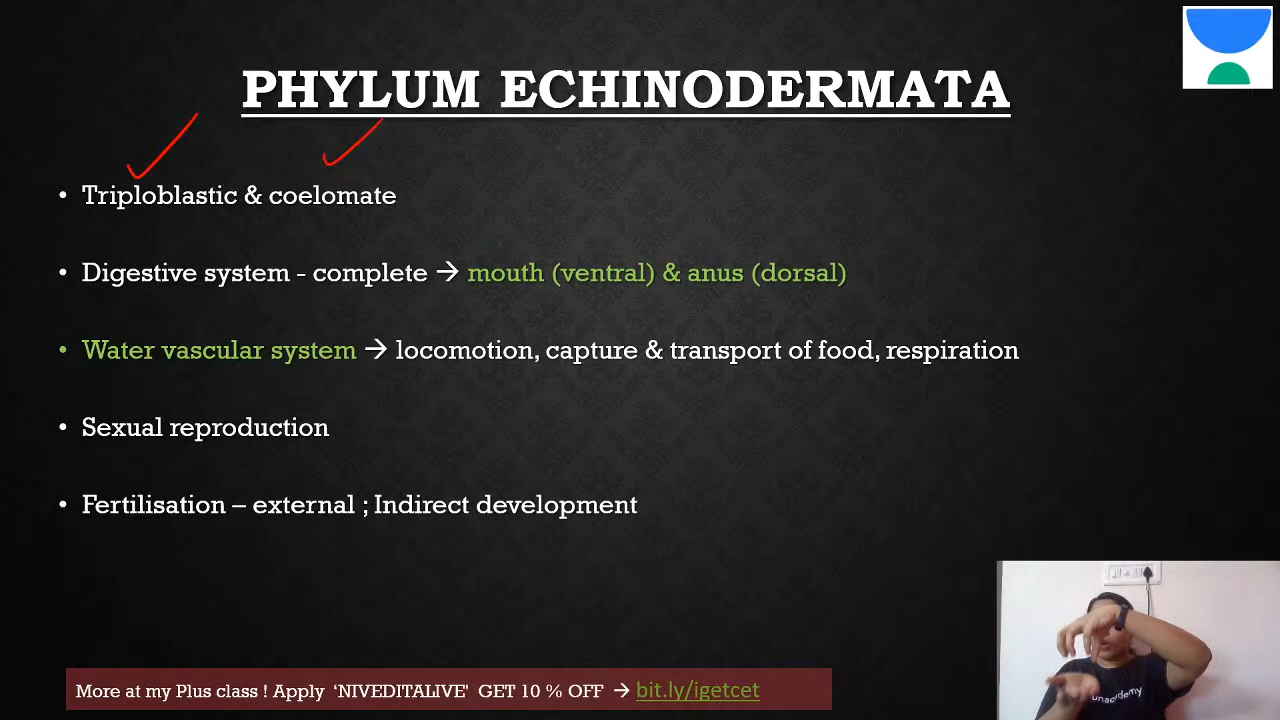 PHYLUM ECHINODERMATA
• Triploblastic & coelomate
• Digestive system - complete → mouth (ventral) & anus (dorsal)
• Water vascular system → locomotion, capture & transport of food, respiration
• Sexual reproduction
• Fertilisation – external ; Indirect development
More at my Plus class ! Apply 'NIVEDITALIVE' GET 10 % OFF → bit.ly/igetcet
unacademy